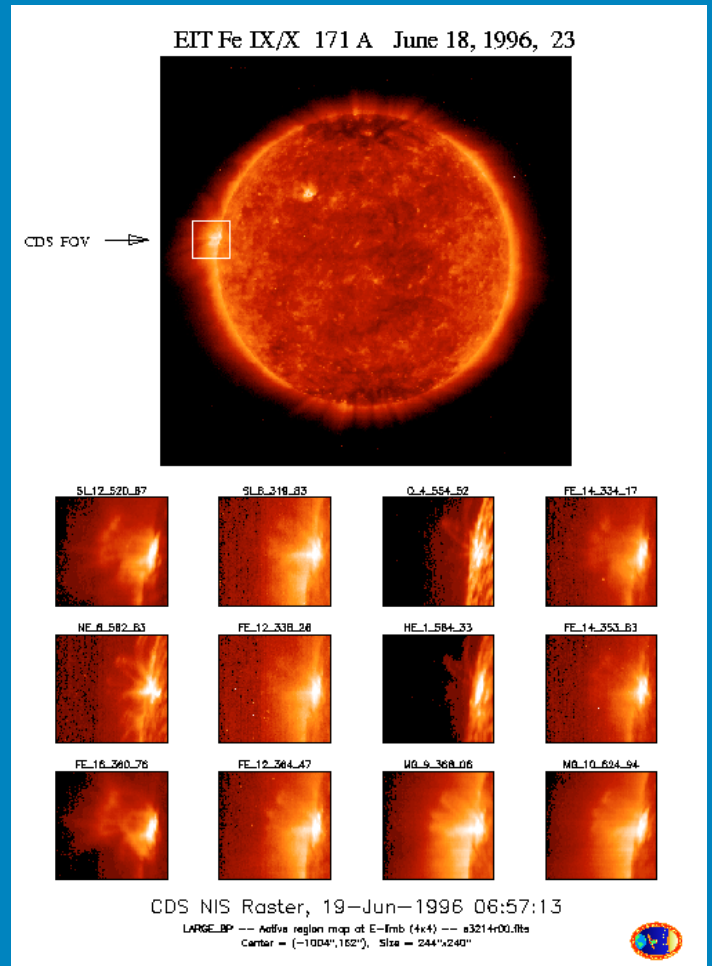 EIT Fe IX/X 171 A June 18, 1996, 23
CDS FOV
SI_12_520_67
SI_8_319_83
O_4_554_52
FE_14_334_17
NE_6_562_83
FE_12_338_26
HE_1_584_33
FE_14_353_83
FE_16_360_76
FE_12_364_47
MG_9_368_06
MG_10_624_94
CDS NIS Raster, 19-Jun-1996 06:57:13
LARGE_BP -- Active region map at E-limb (4x4) -- s3214r00.fits
Center = (-1004",162"), Size = 244"x240"